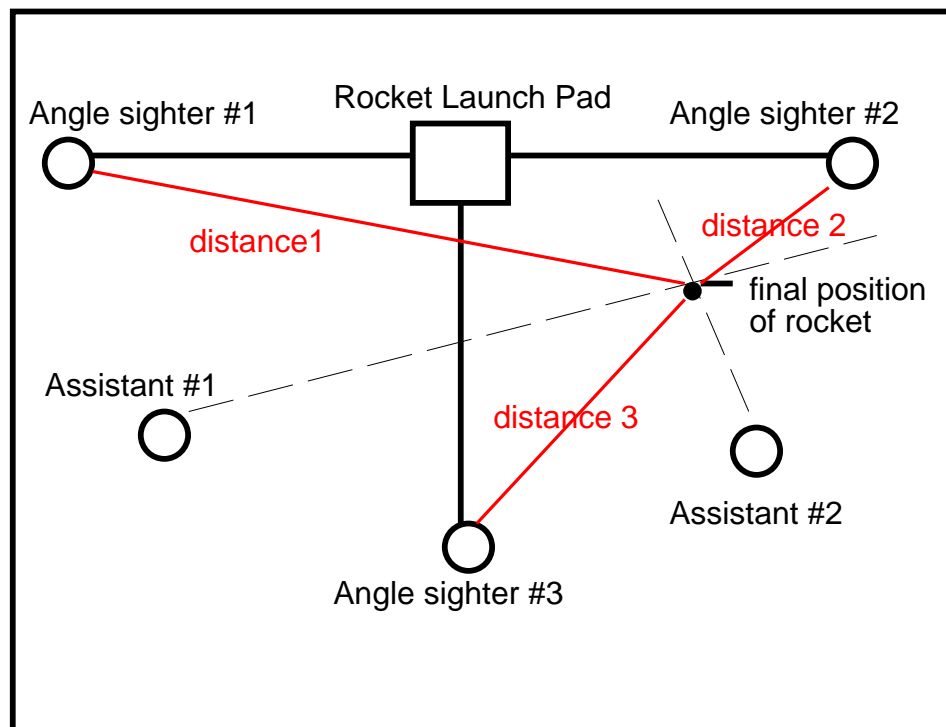 Rocket Launch Pad
Angle sighter #1
Angle sighter #2
distance1
distance 2
final position
of rocket
Assistant #1
distance 3
Assistant #2
Angle sighter #3